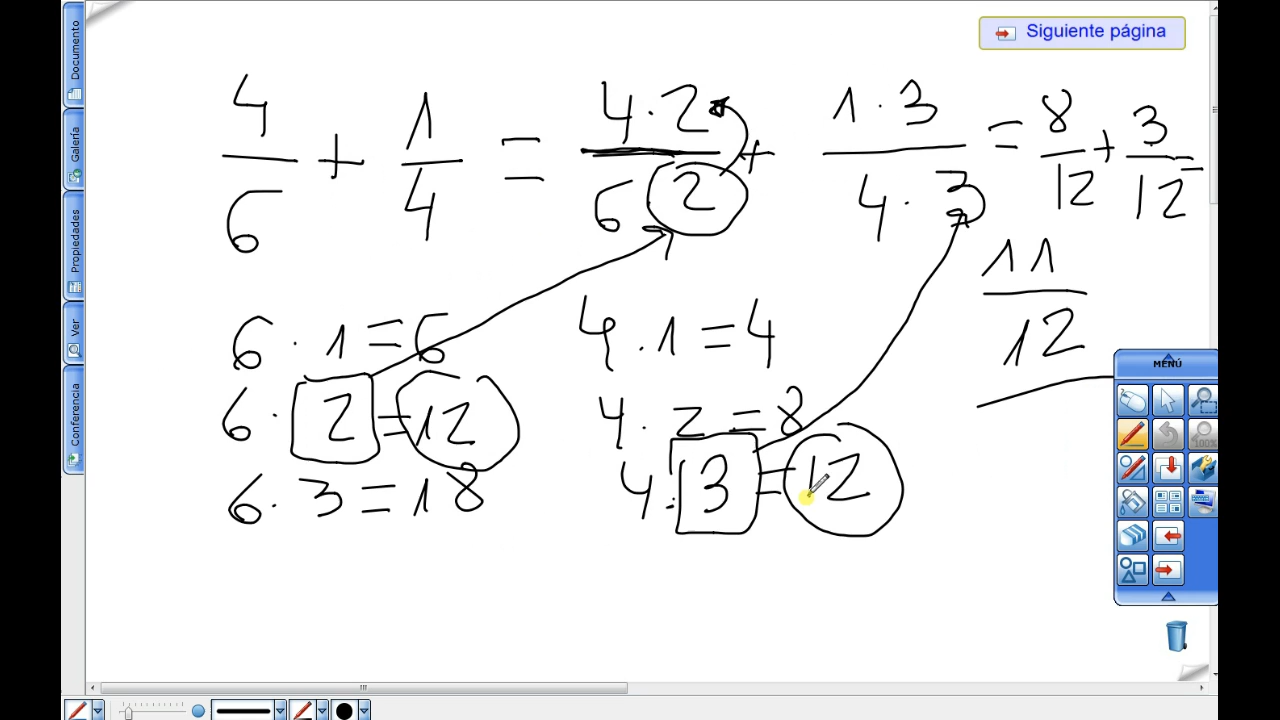 Siguiente página
4/6 + 1/4 = 4·2/6 2 + 1·3/4·3 = 8/12 + 3/12 =
11/12
6·1=6
6·2=12
6·3=18
4·1=4
4·2=8
4·3=12
Documento
Galería
Propiedades
Ver
Conferencia
MENÚ
100%